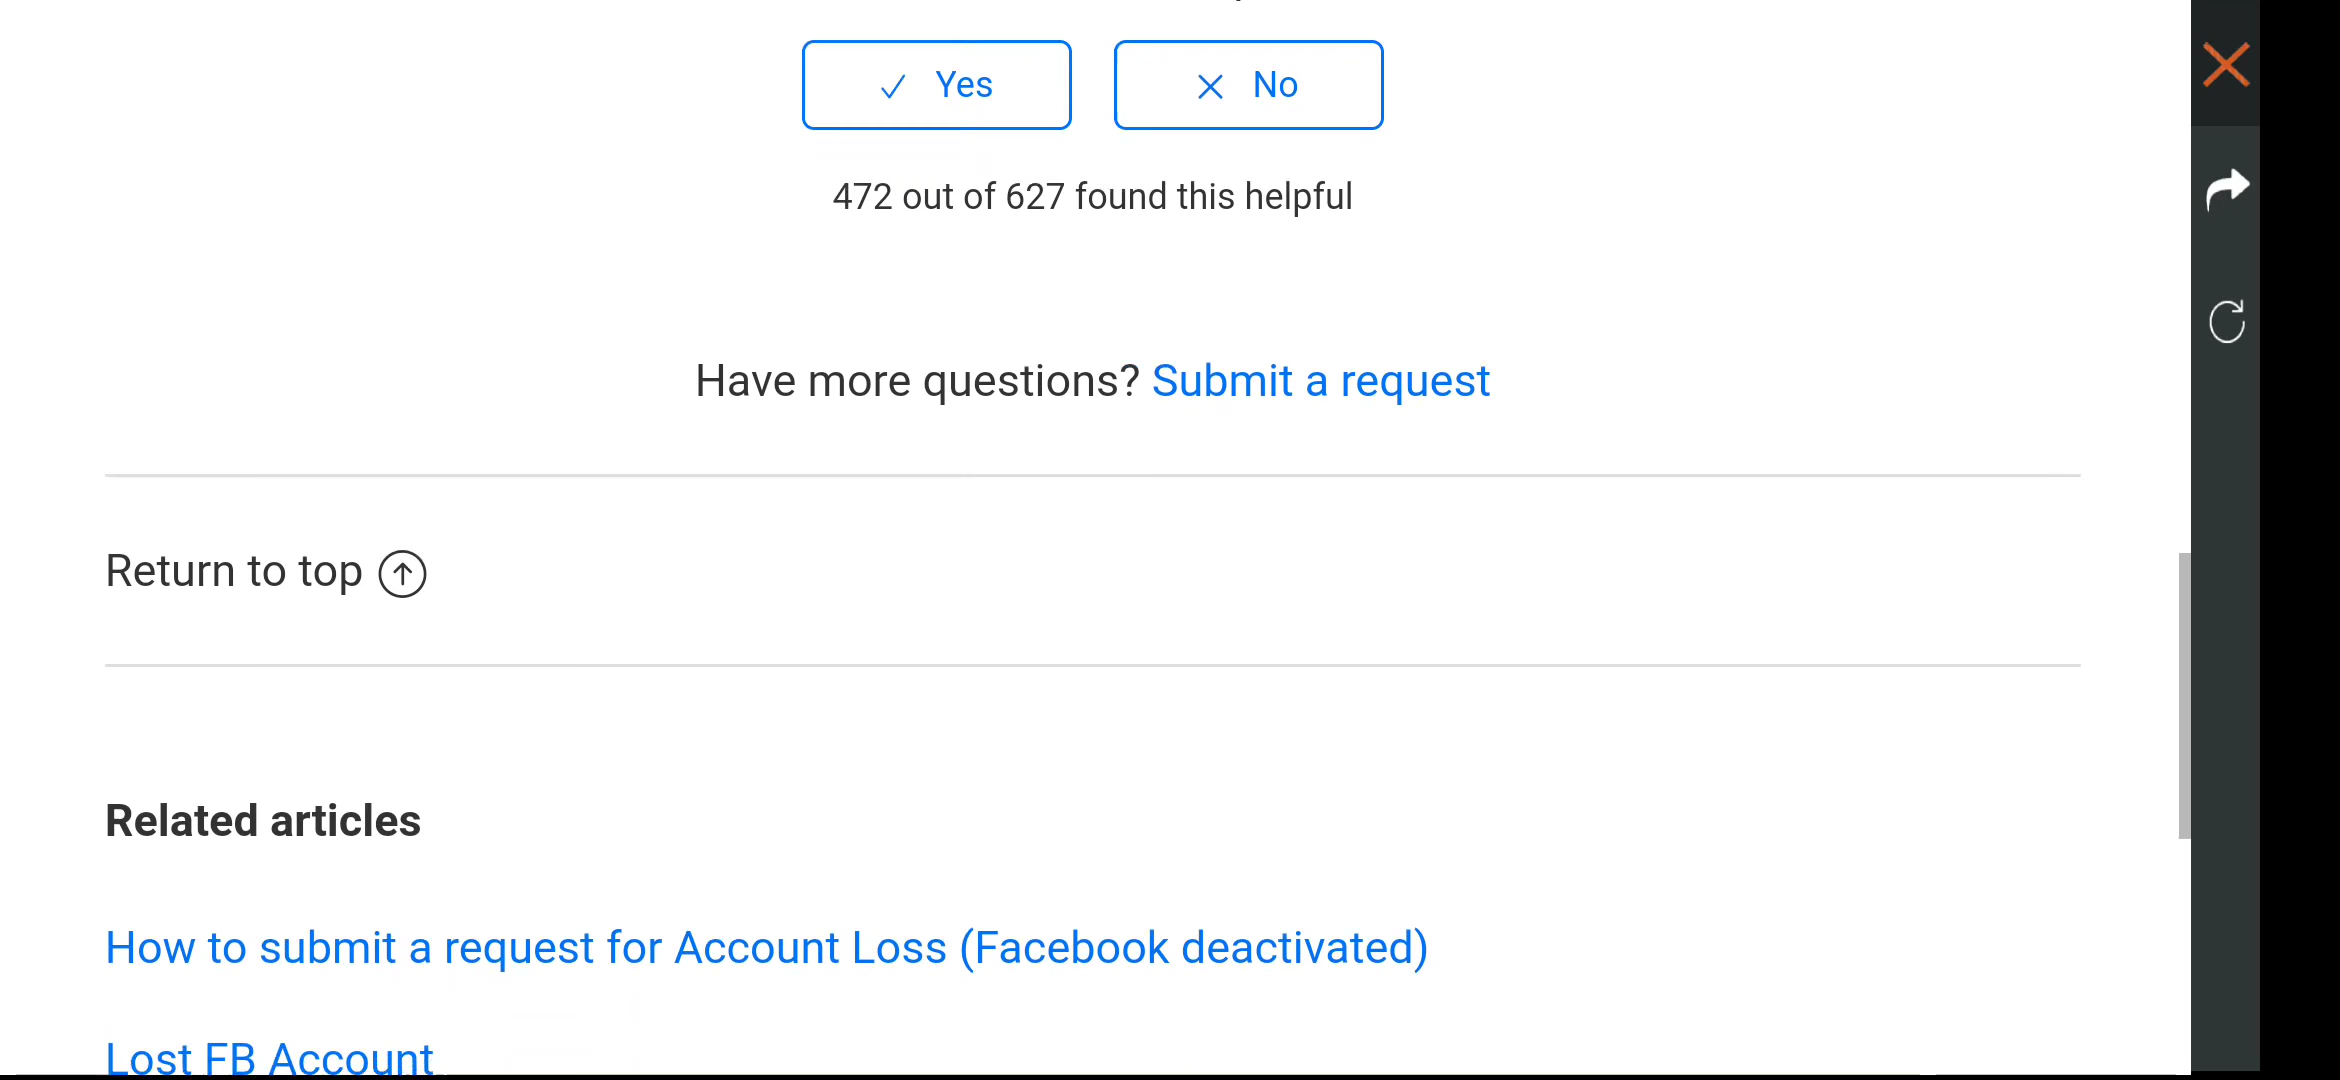 Yes
No
472 out of 627 found this helpful
Have more questions? Submit a request
Return to top
Related articles
How to submit a request for Account Loss (Facebook deactivated)
Lost FB Account